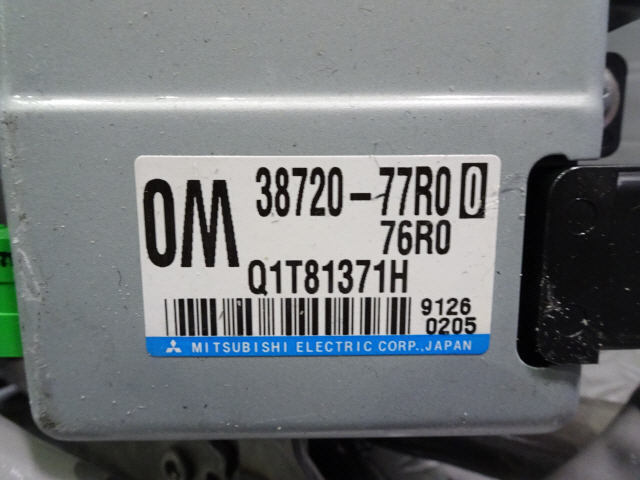 0M 38720-77R0 0
76R0
Q1T81371H
9126
0205
MITSUBISHI ELECTRIC CORP.,JAPAN